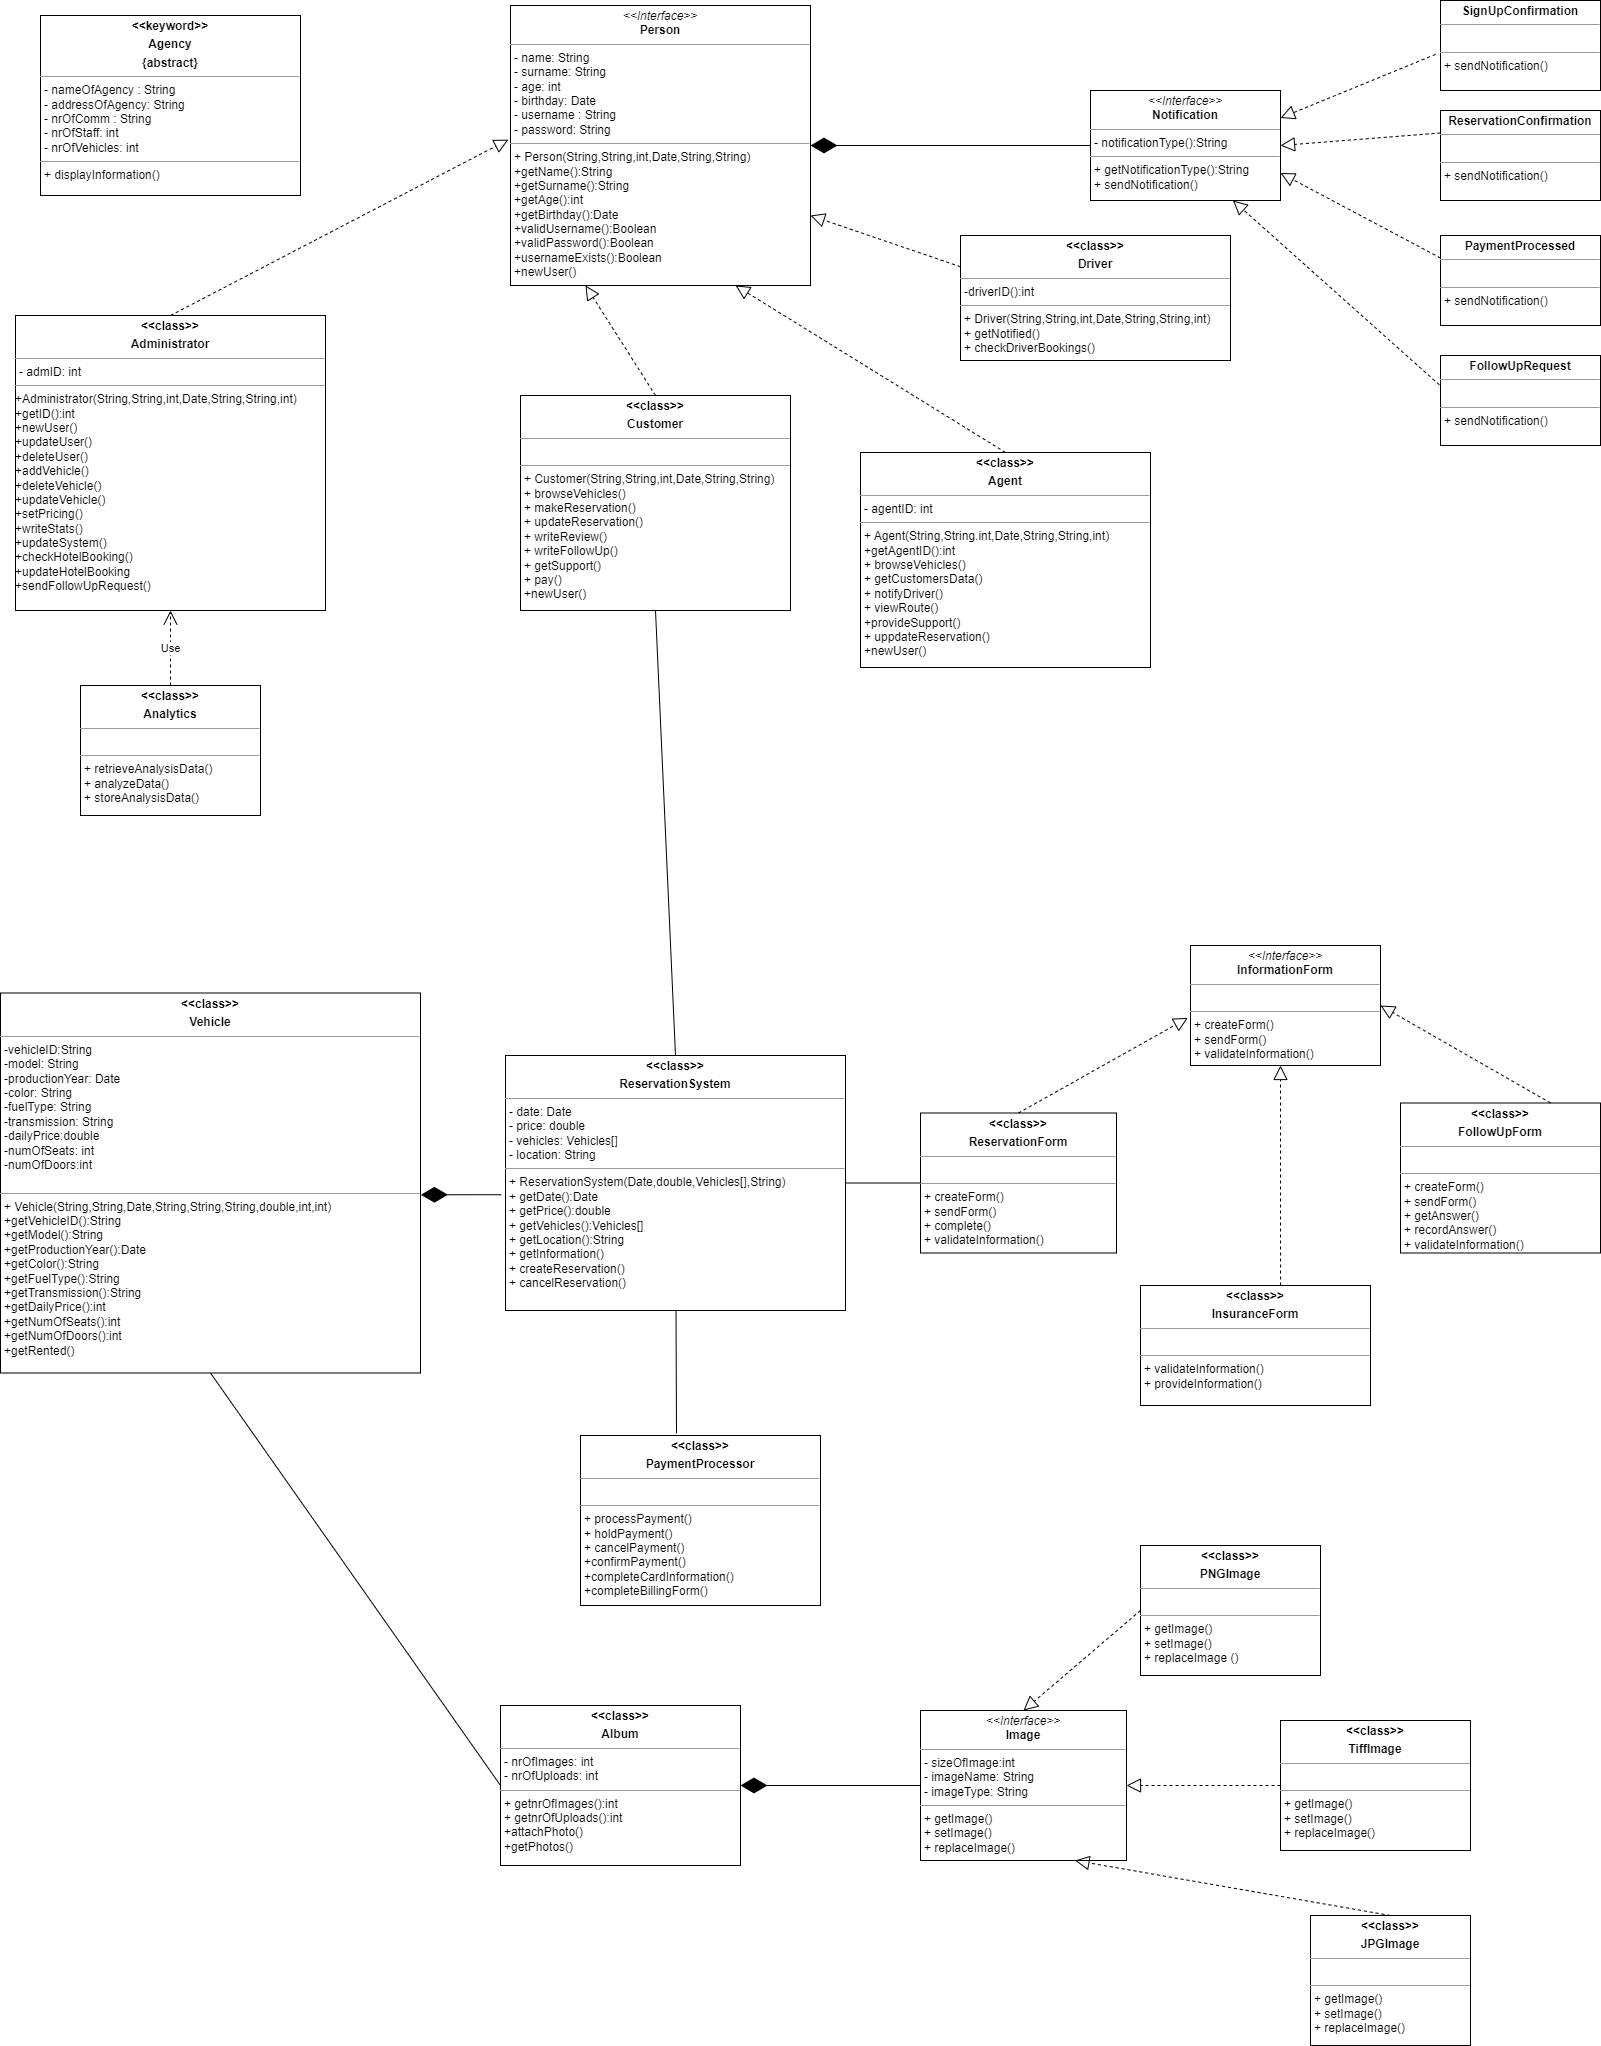 <<keyword>>
Agency
{abstract}
- nameOfAgency : String
- addressOfAgency: String
- nrOfComm : String
- nrOfStaff: int
- nrOfVehicles: int
+ displayInformation()
<<Interface>>
Person
- name: String
- surname: String
- age: int
- birthday: Date
- username : String
- password: String
+ Person(String,String,int,Date,String,String)
+getName():String
+getSurname():String
+getAge():int
+getBirthday():Date
+validUsername():Boolean
+validPassword():Boolean
+usernameExists():Boolean
+newUser()
<<Interface>>
Notification
- notificationType():String
+ getNotificationType():String
+ sendNotification()
SignUpConfirmation
+ sendNotification()
ReservationConfirmation
+ sendNotification()
PaymentProcessed
+ sendNotification()
FollowUpRequest
+ sendNotification()
<<class>>
Driver
-driverID():int
+ Driver(String,String,int,Date,String,String,int)
+ getNotified()
+ checkDriverBookings()
<<class>>
Administrator
- admID: int
+Administrator(String,String,int,Date,String,String,int)
+getID():int
+newUser()
+updateUser()
+deleteUser()
+addVehicle()
+deleteVehicle()
+updateVehicle()
+setPricing()
+writeStats()
+updateSystem()
+checkHotelBooking()
+updateHotelBooking
+sendFollowUpRequest()
<<class>>
Customer
+ Customer(String,String,int,Date,String,String)
+ browseVehicles()
+ makeReservation()
+ updateReservation()
+ writeReview()
+ writeFollowUp()
+ getSupport()
+ pay()
+newUser()
<<class>>
Agent
- agentID: int
+ Agent(String,String.int,Date,String,String,int)
+getAgentID():int
+ browseVehicles()
+ getCustomersData()
+ notifyDriver()
+ viewRoute()
+provideSupport()
+ uppdateReservation()
+newUser()
Use
<<class>>
Analytics
+ retrieveAnalysisData()
+ analyzeData()
+ storeAnalysisData()
<<class>>
Vehicle
-vehicleID:String
-model: String
-productionYear: Date
-color: String
-fuelType: String
-transmission: String
-dailyPrice:double
-numOfSeats: int
-numOfDoors:int
+ Vehicle(String,String,Date,String,String,String,double,int,int)
+getVehicleID():String
+getModel():String
+getProductionYear():Date
+getColor():String
+getFuelType():String
+getTransmission():String
+getDailyPrice():int
+getNumOfSeats():int
+getNumOfDoors():int
+getRented()
<<class>>
ReservationSystem
- date: Date
- price: double
- vehicles: Vehicles[]
- location: String
+ ReservationSystem(Date,double,Vehicles[],String)
+ getDate():Date
+ getPrice():double
+ getVehicles():Vehicles[]
+ getLocation():String
+ getInformation()
+ createReservation()
+ cancelReservation()
<<Interface>>
InformationForm
+ createForm()
+ sendForm()
+ validateInformation()
<<class>>
ReservationForm
+ createForm()
+ sendForm()
+ complete()
+ validateInformation()
<<class>>
FollowUpForm
+ createForm()
+ sendForm()
+ getAnswer()
+ recordAnswer()
+ validateInformation()
<<class>>
InsuranceForm
+ validateInformation()
+ provideInformation()
<<class>>
PaymentProcessor
+ processPayment()
+ holdPayment()
+ cancelPayment()
+confirmPayment()
+completeCardInformation()
+completeBillingForm()
<<class>>
PNGImage
+ getImage()
+ setImage()
+ replaceImage ()
<<class>>
Album
- nrOfImages: int
- nrOfUploads: int
+ getnrOfImages():int
+ getnrOfUploads():int
+attachPhoto()
+getPhotos()
<<Interface>>
Image
- sizeOfImage:int
- imageName: String
- imageType: String
+ getImage()
+ setImage()
+ replaceImage()
<<class>>
TiffImage
+ getImage()
+ setImage()
+ replaceImage()
<<class>>
JPGImage
+ getImage()
+ setImage()
+ replaceImage()